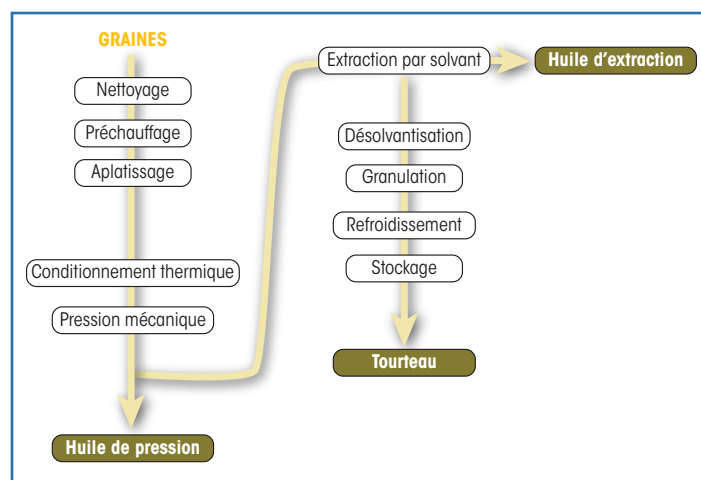 GRAINES
Nettoyage
Préchauffage
Aplatissage
Conditionnement thermique
Pression mécanique
Huile de pression
Extraction par solvant
Huile d'extraction
Désolvantisation
Granulation
Refroidissement
Stockage
Tourteau